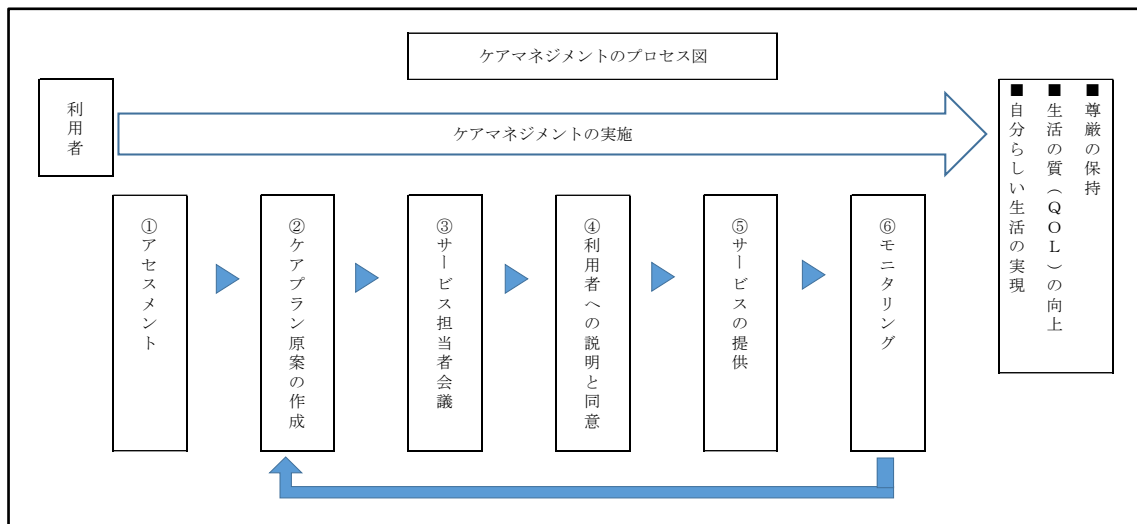 ケアマネジメントのプロセス図
利用者
ケアマネジメントの実施
■尊厳の保持
■生活の質(QOL)の向上
■自分らしい生活の実現
①アセスメント
②ケアプラン原案の作成
③サービス担当者会議
④利用者への説明と同意
⑤サービスの提供
⑥モニタリング